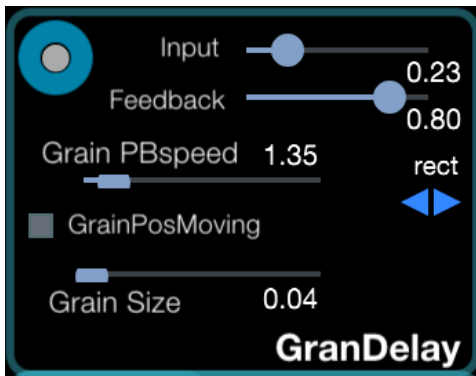 Input
0.23
Feedback
0.80
Grain PBspeed 1.35
rect
GrainPosMoving
Grain Size 0.04
GranDelay